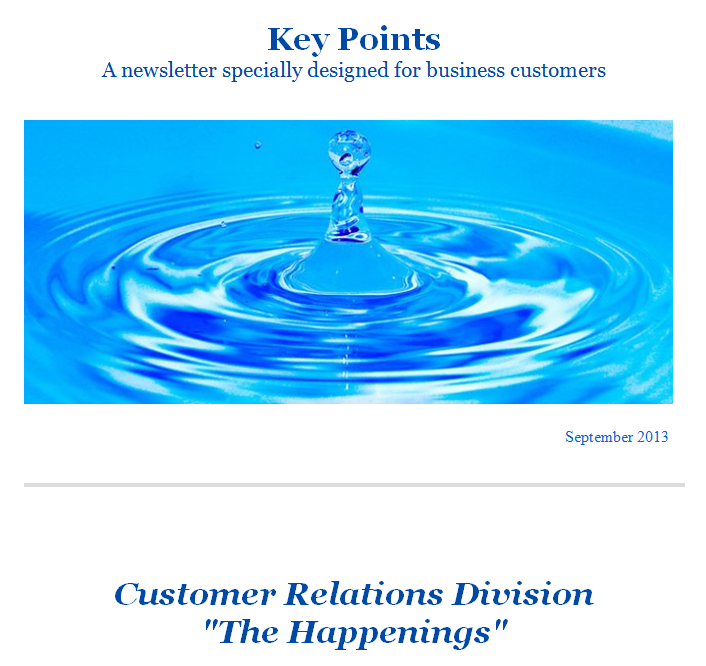 Key Points
A newsletter specially designed for business customers
September 2013
Customer Relations Division
"The Happenings"